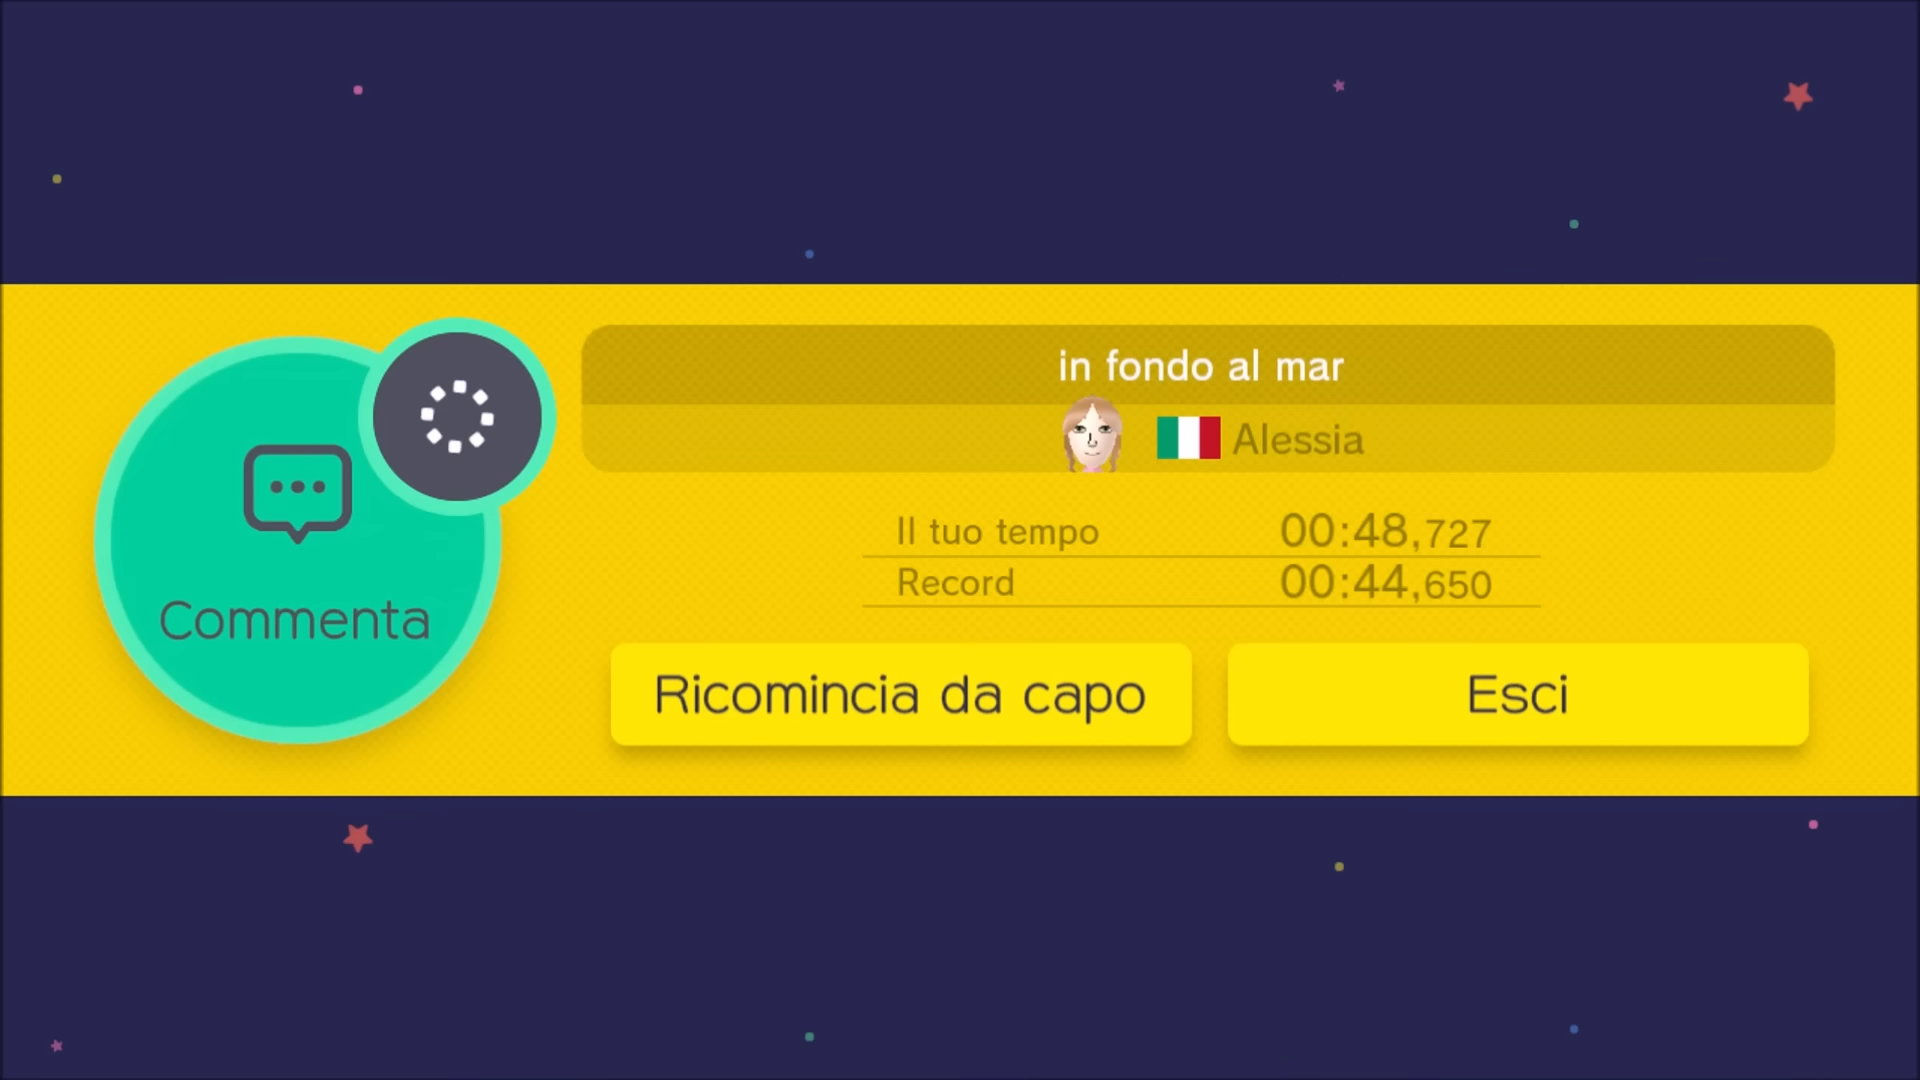 in fondo al mar
Alessia
Il tuo tempo 00:48,727
Record 00:44,650
Commenta
Ricomincia da capo
Esci